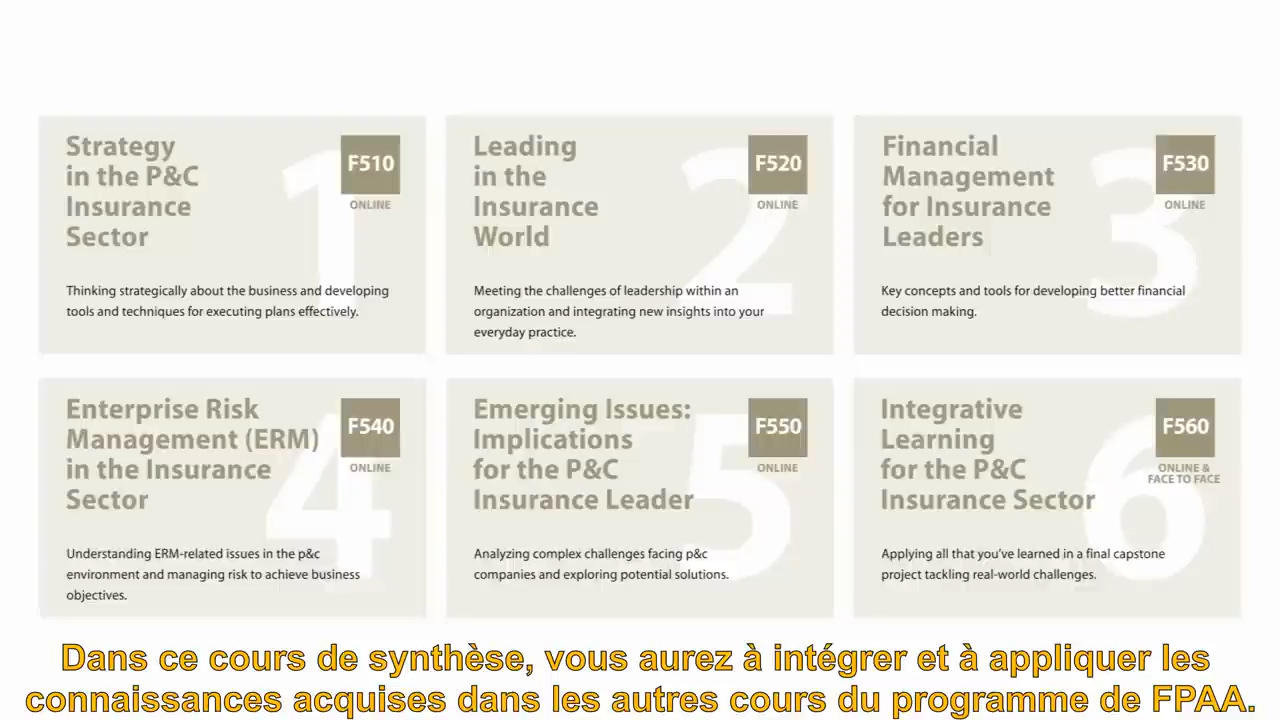 Strategy
in the P&C
Insurance
Sector
1
F510
ONLINE
Thinking strategically about the business and developing
tools and techniques for executing plans effectively.
Leading
in the
Insurance
World
2
F520
ONLINE
Meeting the challenges of leadership within an
organization and integrating new insights into your
everyday practice.
Financial
Management
for Insurance
Leaders
3
F530
ONLINE
Key concepts and tools for developing better financial
decision making.
Enterprise Risk
Management (ERM)
in the Insurance
Sector
4
F540
ONLINE
Understanding ERM-related issues in the p&c
environment and managing risk to achieve business
objectives.
Emerging Issues:
Implications
for the P&C
Insurance Leader
5
F550
ONLINE
Analyzing complex challenges facing p&c
companies and exploring potential solutions.
Integrative
Learning
for the P&C
Insurance Sector
6
F560
ONLINE &
FACE TO FACE
Applying all that you've learned in a final capstone
project tackling real-world challenges.
Dans ce cours de synthèse, vous aurez à intégrer et à appliquer les
connaissances acquises dans les autres cours du programme de FPAA.